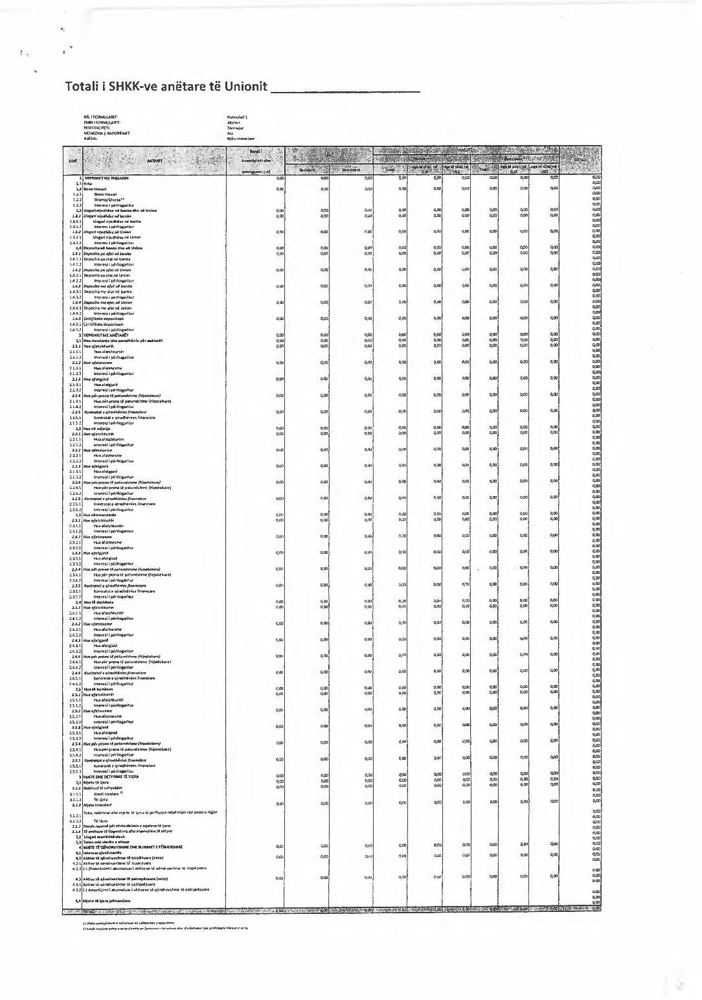 Totali i SHKK-ve anëtare të Unionit
NR. I FORMULARIT: Formulari 1
EMRI I FORMULARIT: Aktivet
PERIODICITETI: Tremujor
MONEDHA E RAPORTIMIT: ALL
NJËSIA: Njësi monetare
Kodi AKTIVET Fondi i Amortizimit dhe provigjonet (-A) LEKË VALUTË TOTALI
Rezident Jorezident
Rezident Jorezident Totali nga të cilat: në EUR nga të cilat: në USD Totali nga të cilat: në EUR nga të cilat: në USD
1 VEPRIMET ME THESARIN 0,00 0,00 0,00 0,00 0,00 0,00 0,00 0,00 0,00 0,00
1,1 Arka 0,00
1,2 Bono thesari 0,00 0,00 0,00 0,00 0,00 0,00 0,00 0,00 0,00 0,00
1.2.1 Bono thesari 0,00
1.2.2 Skonto/Shtesa** 0,00
1.2.3 Interesi i përllogaritur 0,00
1,3 Llogari rrjedhëse në banka dhe në Union 0,00 0,00 0,00 0,00 0,00 0,00 0,00 0,00 0,00 0,00
1.3.1 Llogari rrjedhëse në banka 0,00 0,00 0,00 0,00 0,00 0,00 0,00 0,00 0,00 0,00
1.3.1.1 Llogari rrjedhëse në banka 0,00
1.3.1.2 Interesi i përllogaritur 0,00
1.3.2 Llogari rrjedhëse në Union 0,00 0,00 0,00 0,00 0,00 0,00 0,00 0,00 0,00 0,00
1.3.2.1 Llogari rrjedhëse në Union 0,00
1.3.2.2 Interesi i përllogaritur 0,00
1,4 Depozita në banka dhe në Union 0,00 0,00 0,00 0,00 0,00 0,00 0,00 0,00 0,00 0,00
1.4.1 Depozita pa afat në banka 0,00 0,00 0,00 0,00 0,00 0,00 0,00 0,00 0,00 0,00
1.4.1.1 Depozita pa afat në banka 0,00
1.4.1.2 Interesi i përllogaritur 0,00
1.4.2 Depozita pa afat në Union 0,00 0,00 0,00 0,00 0,00 0,00 0,00 0,00 0,00 0,00
1.4.2.1 Depozita pa afat në Union 0,00
1.4.2.2 Interesi i përllogaritur 0,00
1.4.3 Depozita me afat në banka 0,00 0,00 0,00 0,00 0,00 0,00 0,00 0,00 0,00 0,00
1.4.3.1 Depozita me afat në banka 0,00
1.4.3.2 Interesi i përllogaritur 0,00
1.4.4 Depozita me afat në Union 0,00 0,00 0,00 0,00 0,00 0,00 0,00 0,00 0,00 0,00
1.4.4.1 Depozita me afat në Union 0,00
1.4.4.2 Interesi i përllogaritur 0,00
1.4.5 Çertifikata depozitash 0,00 0,00 0,00 0,00 0,00 0,00 0,00 0,00 0,00 0,00
1.4.5.1 Çertifikata depozitash 0,00
1.4.5.2 Interesi i përllogaritur 0,00
2 VEPRIMET ME ANËTARËT 0,00 0,00 0,00 0,00 0,00 0,00 0,00 0,00 0,00 0,00
2,1 Hua standarde dhe paradhënie për anëtarët 0,00 0,00 0,00 0,00 0,00 0,00 0,00 0,00 0,00 0,00
2.1.1 Hua afatshkurtër 0,00 0,00 0,00 0,00 0,00 0,00 0,00 0,00 0,00 0,00
2.1.1.1 Hua afatshkurtër 0,00
2.1.1.2 Interesi i përllogaritur 0,00
2.1.2 Hua afatmesme 0,00 0,00 0,00 0,00 0,00 0,00 0,00 0,00 0,00 0,00
2.1.2.1 Hua afatmesme 0,00
2.1.2.2 Interesi i përllogaritur 0,00
2.1.3 Hua afatgjatë 0,00 0,00 0,00 0,00 0,00 0,00 0,00 0,00 0,00 0,00
2.1.3.1 Hua afatgjatë 0,00
2.1.3.2 Interesi i përllogaritur 0,00
2.1.4 Hua për prona të patundshme (hipotekare) 0,00 0,00 0,00 0,00 0,00 0,00 0,00 0,00 0,00 0,00
2.1.4.1 Hua për prona të patundshme (hipotekare) 0,00
2.1.4.2 Interesi i përllogaritur 0,00
2.1.5 Kontratat e qiradhënies financiare 0,00 0,00 0,00 0,00 0,00 0,00 0,00 0,00 0,00 0,00
2.1.5.1 Kontratat e qiradhënies financiare 0,00
2.1.5.2 Interesi i përllogaritur 0,00
2,2 Hua në ndjekje 0,00 0,00 0,00 0,00 0,00 0,00 0,00 0,00 0,00 0,00
2.2.1 Hua afatshkurtër 0,00 0,00 0,00 0,00 0,00 0,00 0,00 0,00 0,00 0,00
2.2.1.1 Hua afatshkurtër 0,00
2.2.1.2 Interesi i përllogaritur 0,00
2.2.2 Hua afatmesme 0,00 0,00 0,00 0,00 0,00 0,00 0,00 0,00 0,00 0,00
2.2.2.1 Hua afatmesme 0,00
2.2.2.2 Interesi i përllogaritur 0,00
2.2.3 Hua afatgjatë 0,00 0,00 0,00 0,00 0,00 0,00 0,00 0,00 0,00 0,00
2.1.3.1 Hua afatgjatë 0,00
2.1.3.2 Interesi i përllogaritur 0,00
2.2.4 Hua për prona të patundshme (hipotekare) 0,00 0,00 0,00 0,00 0,00 0,00 0,00 0,00 0,00 0,00
2.2.4.1 Hua për prona të patundshme (hipotekare) 0,00
2.2.4.2 Interesi i përllogaritur 0,00
2.2.5 Kontratat e qiradhënies financiare 0,00 0,00 0,00 0,00 0,00 0,00 0,00 0,00 0,00 0,00
2.2.5.1 Kontratat e qiradhënies financiare 0,00
2.2.5.2 Interesi i përllogaritur 0,00
2,3 Hua nënstandarde 0,00 0,00 0,00 0,00 0,00 0,00 0,00 0,00 0,00 0,00
2.3.1 Hua afatshkurtër 0,00 0,00 0,00 0,00 0,00 0,00 0,00 0,00 0,00 0,00
2.3.1.1 Hua afatshkurtër 0,00
2.3.1.2 Interesi i përllogaritur 0,00
2.3.2 Hua afatmesme 0,00 0,00 0,00 0,00 0,00 0,00 0,00 0,00 0,00 0,00
2.3.2.1 Hua afatmesme 0,00
2.3.2.2 Interesi i përllogaritur 0,00
2.3.3 Hua afatgjatë 0,00 0,00 0,00 0,00 0,00 0,00 0,00 0,00 0,00 0,00
2.3.3.1 Hua afatgjatë 0,00
2.3.3.2 Interesi i përllogaritur 0,00
2.3.4 Hua për prona të patundshme (hipotekare) 0,00 0,00 0,00 0,00 0,00 0,00 0,00 0,00 0,00 0,00
2.3.4.1 Hua për prona të patundshme (hipotekare) 0,00
2.3.4.2 Interesi i përllogaritur 0,00
2.3.5 Kontratat e qiradhënies financiare 0,00 0,00 0,00 0,00 0,00 0,00 0,00 0,00 0,00 0,00
2.3.5.1 Kontratat e qiradhënies financiare 0,00
2.3.5.2 Interesi i përllogaritur 0,00
2,4 Hua të dyshimta 0,00 0,00 0,00 0,00 0,00 0,00 0,00 0,00 0,00 0,00
2.4.1 Hua afatshkurtër 0,00 0,00 0,00 0,00 0,00 0,00 0,00 0,00 0,00 0,00
2.4.1.1 Hua afatshkurtër 0,00
2.4.1.2 Interesi i përllogaritur 0,00
2.4.2 Hua afatmesme 0,00 0,00 0,00 0,00 0,00 0,00 0,00 0,00 0,00 0,00
2.4.2.1 Hua afatmesme 0,00
2.4.2.2 Interesi i përllogaritur 0,00
2.4.3 Hua afatgjatë 0,00 0,00 0,00 0,00 0,00 0,00 0,00 0,00 0,00 0,00
2.4.3.1 Hua afatgjatë 0,00
2.4.3.2 Interesi i përllogaritur 0,00
2.4.4 Hua për prona të patundshme (hipotekare) 0,00 0,00 0,00 0,00 0,00 0,00 0,00 0,00 0,00 0,00
2.4.4.1 Hua për prona të patundshme (hipotekare) 0,00
2.4.4.2 Interesi i përllogaritur 0,00
2.4.5 Kontratat e qiradhënies financiare 0,00 0,00 0,00 0,00 0,00 0,00 0,00 0,00 0,00 0,00
2.4.5.1 Kontratat e qiradhënies financiare 0,00
2.4.5.2 Interesi i përllogaritur 0,00
2,5 Hua të humbura 0,00 0,00 0,00 0,00 0,00 0,00 0,00 0,00 0,00 0,00
2.5.1 Hua afatshkurtër 0,00 0,00 0,00 0,00 0,00 0,00 0,00 0,00 0,00 0,00
2.5.1.1 Hua afatshkurtër 0,00
2.5.1.2 Interesi i përllogaritur 0,00
2.5.2 Hua afatmesme 0,00 0,00 0,00 0,00 0,00 0,00 0,00 0,00 0,00 0,00
2.5.2.1 Hua afatmesme 0,00
2.5.2.2 Interesi i përllogaritur 0,00
2.5.3 Hua afatgjatë 0,00 0,00 0,00 0,00 0,00 0,00 0,00 0,00 0,00 0,00
2.5.3.1 Hua afatgjatë 0,00
2.5.3.2 Interesi i përllogaritur 0,00
2.5.4 Hua për prona të patundshme (hipotekare) 0,00 0,00 0,00 0,00 0,00 0,00 0,00 0,00 0,00 0,00
2.5.4.1 Hua për prona të patundshme (hipotekare) 0,00
2.5.4.2 Interesi i përllogaritur 0,00
2.5.5 Kontratat e qiradhënies financiare 0,00 0,00 0,00 0,00 0,00 0,00 0,00 0,00 0,00 0,00
2.5.5.1 Kontratat e qiradhënies financiare 0,00
2.5.5.2 Interesi i përllogaritur 0,00
3 MJETE DHE DETYRIME TË TJERA 0,00 0,00 0,00 0,00 0,00 0,00 0,00 0,00 0,00 0,00
3,1 Mjete të tjera 0,00 0,00 0,00 0,00 0,00 0,00 0,00 0,00 0,00 0,00
3.1.1 Debitorë të ndryshëm 0,00 0,00 0,00 0,00 0,00 0,00 0,00 0,00 0,00 0,00
3.1.1.1 Kredi tregtare 2) 0,00
3.1.1.2 Të tjera 0,00
3.1.2 Mjete inventari 0,00 0,00 0,00 0,00 0,00 0,00 0,00 0,00 0,00 0,00
3.1.2.1 Toka, ndërtesa dhe mjete të tjera të përfituara nëpërmjet një procesi ligjor 0,00
3.1.2.2 Të tjera 0,00
0,00
0,00
3,2 Llogari marrëdhëniesh 0,00
3,3 Tatim mbi vlerën e shtuar 0,00
4 MJETE TË QËNDRUESHME DHE BURIMET E PËRHERSHME 0,00 0,00 0,00 0,00 0,00 0,00 0,00 0,00 0,00 0,00
4,1 Interesa pjesëmarrës 0,00
4,2 Aktive të qëndrueshme të trupëzuara (neto) 0,00 0,00 0,00 0,00 0,00 0,00 0,00 0,00 0,00 0,00
4.2.1 Aktive të qëndrueshme të trupëzuara 0,00
4.2.2 (-) Zhvlerësimi i akumuluar i aktiveve të qëndrueshme të trupëzuara 0,00
4,3 Aktive të qëndrueshme të patrupëzuara (neto) 0,00 0,00 0,00 0,00 0,00 0,00 0,00 0,00 0,00 0,00
4.3.1 Aktive të qëndrueshme të patrupëzuara 0,00
4.3.2 (-) Amortizimi i akumuluar i aktiveve të qëndrueshme të patrupëzuara 0,00
0,00
4,4 Mjete të tjera jofinanciare 0,00
TOTALI 0,00 0,00 0,00 0,00 0,00 0,00 0,00 0,00 0,00 0,00